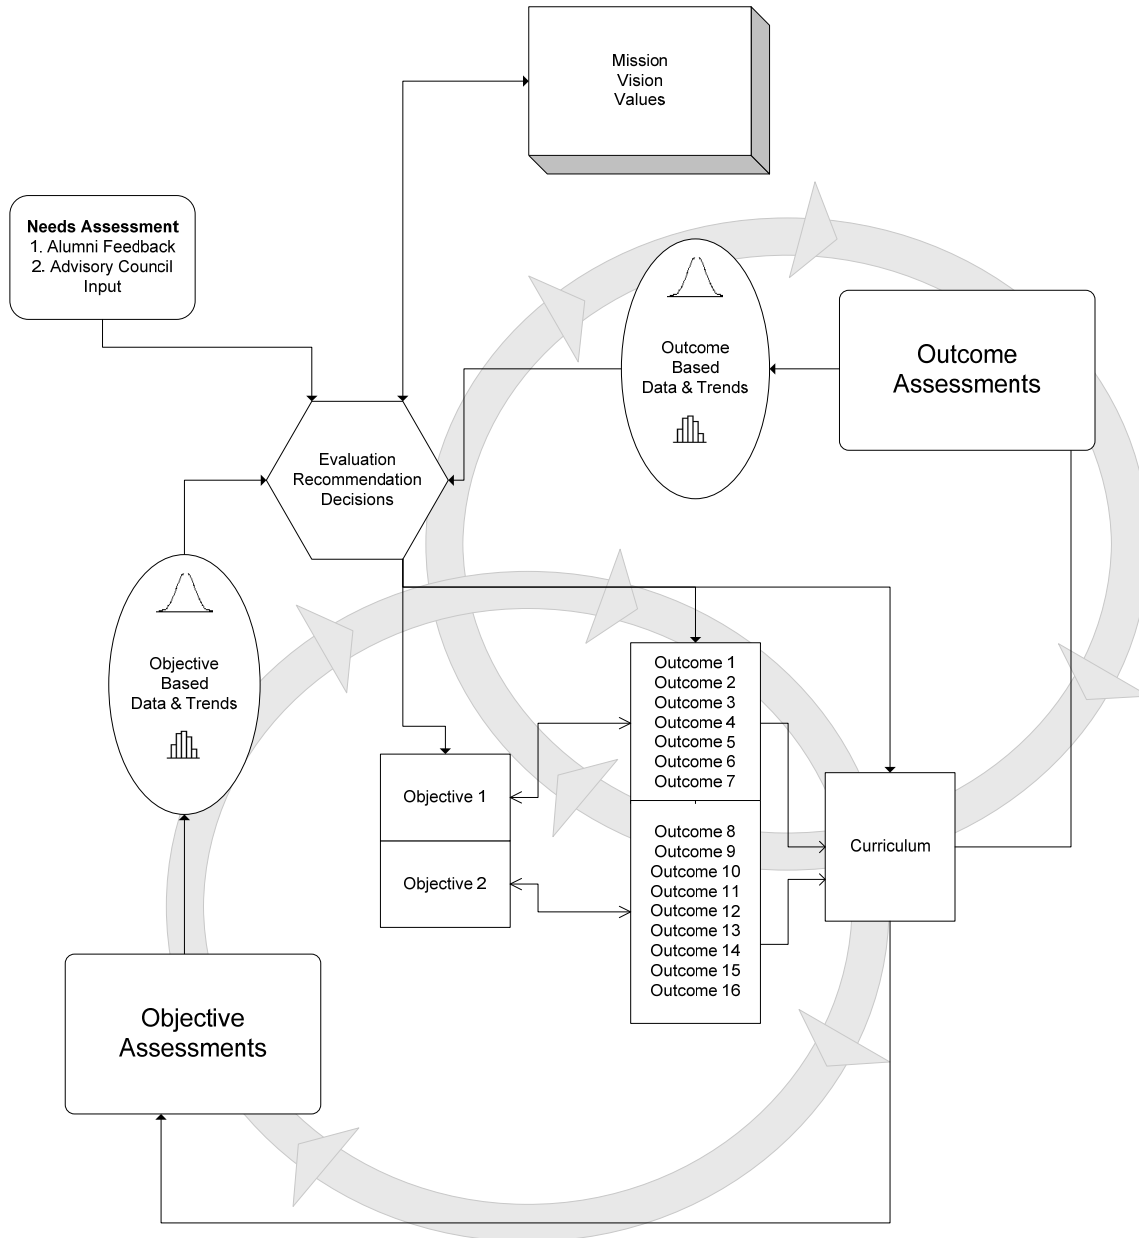 Mission
Vision
Values
Needs Assessment
1. Alumni Feedback
2. Advisory Council
Input
Outcome
Based
Data & Trends
Outcome
Assessments
Evaluation
Recommendation
Decisions
Objective
Based
Data & Trends
Outcome 1
Outcome 2
Outcome 3
Outcome 4
Outcome 5
Outcome 6
Outcome 7
Objective 1
Objective 2
Outcome 8
Outcome 9
Outcome 10
Outcome 11
Outcome 12
Outcome 13
Outcome 14
Outcome 15
Outcome 16
Curriculum
Objective
Assessments